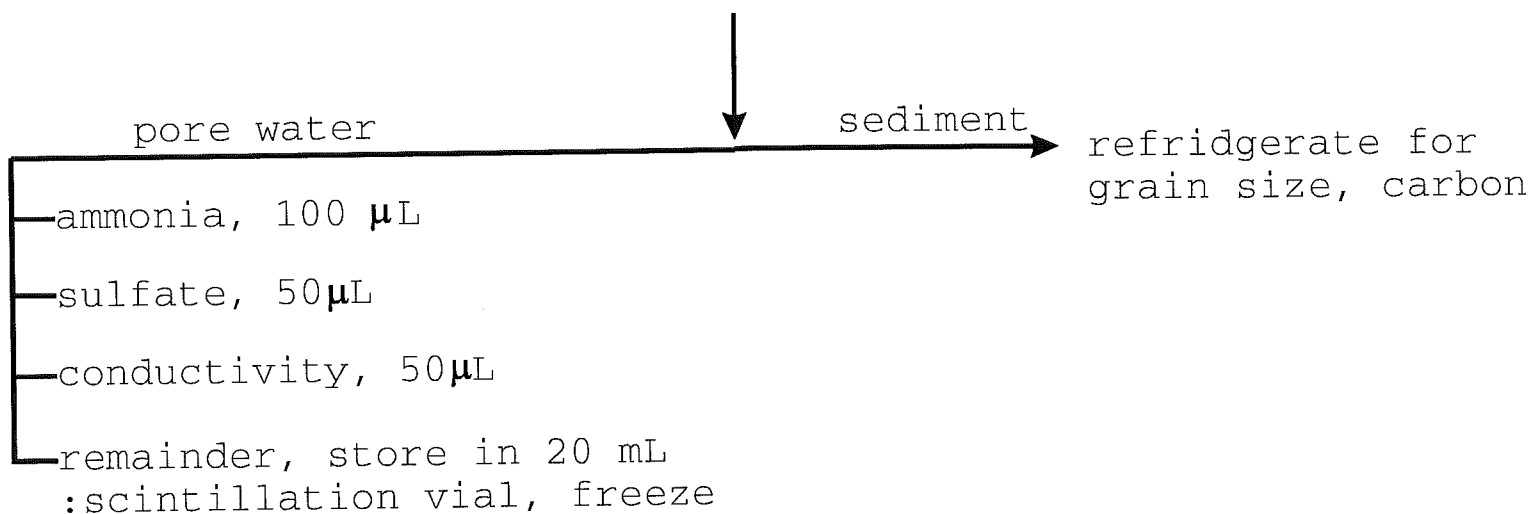 pore water
sediment
refridgerate for
grain size, carbon
ammonia, 100 µL
sulfate, 50µL
conductivity, 50µL
remainder, store in 20 mL
:scintillation vial, freeze